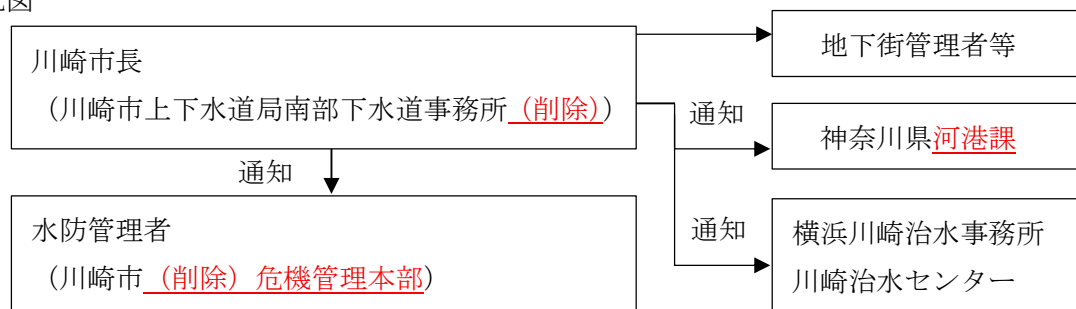 図
川崎市長
（川崎市上下水道局南部下水道事務所（削除））
通知
水防管理者
（川崎市（削除）危機管理本部）
地下街管理者等
通知
神奈川県河港課
通知
横浜川崎治水事務所
川崎治水センター